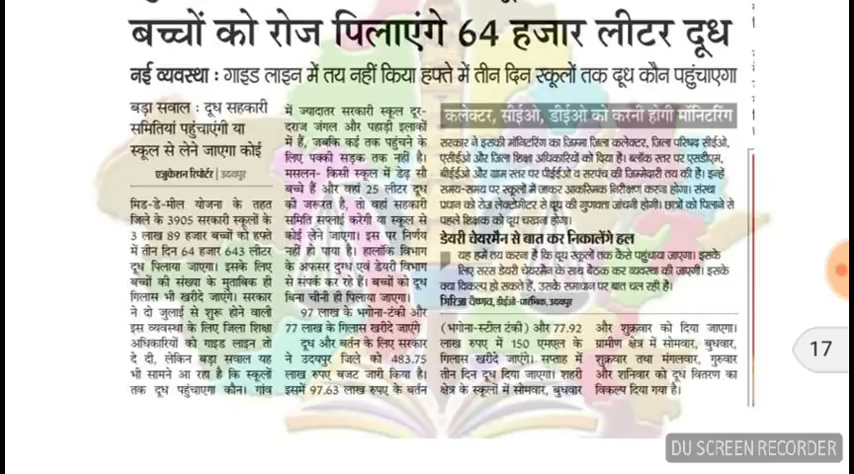 बच्चों को रोज पिलाएंगे 64 हजार लीटर दूध
नई व्यवस्था : गाइड लाइन में तय नहीं किया हफ्ते में तीन दिन स्कूलों तक दूध कौन पहुंचाएगा
बड़ा सवाल : दूध सहकारी
समितियां पहुंचाएंगी या
स्कूल से लेने जाएगा कोई
एजुकेशन रिपोर्टर | उदयपुर
मिड-डे-मील योजना के तहत
जिले के 3905 सरकारी स्कूलों के
3 लाख 89 हजार बच्चों को हफ्ते
में तीन दिन 64 हजार 643 लीटर
दूध पिलाया जाएगा। इसके लिए
बच्चों की संख्या के मुताबिक ही
गिलास भी खरीदे जाएंगे। सरकार
ने दो जुलाई से शुरू होने वाली
इस व्यवस्था के लिए जिला शिक्षा
अधिकारियों को गाइड लाइन तो
दे दी, लेकिन बड़ा सवाल यह
भी सामने आ रहा है कि स्कूलों
तक दूध पहुंचाएगा कौन। गांव
में ज्यादातर सरकारी स्कूल दूर-
दराज जंगल और पहाड़ी इलाकों
में हैं, जबकि कई तक पहुंचने के
लिए पक्की सड़क तक नहीं है।
मसलन- किसी स्कूल में डेढ़ सौ
बच्चे हैं और वहां 25 लीटर दूध
की जरूरत है, तो वहां सहकारी
समिति सप्लाई करेगी या स्कूल से
कोई लेने जाएगा। इस पर निर्णय
नहीं हो पाया है। हालांकि विभाग
के अफसर दुग्ध एवं डेयरी विभाग
से संपर्क कर रहे हैं। बच्चों को दूध
बिना चीनी ही पिलाया जाएगा।
97 लाख के भगोना-टंकी और
77 लाख के गिलास खरीदे जाएंगे
दूध और बर्तन के लिए सरकार
ने उदयपुर जिले को 483.75
लाख रुपए बजट जारी किया है।
इसमें 97.63 लाख रुपए के बर्तन
कलेक्टर, सीईओ, डीईओ को करनी होगी मॉनिटरिंग
सरकार ने इसकी मॉनिटरिंग का जिम्मा जिला कलेक्टर, जिला परिषद सीईओ,
एसीईओ और जिला शिक्षा अधिकारियों को दिया है। ब्लॉक स्तर पर एसडीएम,
बीईईओ और ग्राम स्तर पर पीईईओ व सरपंच की जिम्मेदारी तय की है। इन्हें
समय-समय पर स्कूलों में जाकर आकस्मिक निरीक्षण करना होगा। संस्था
प्रधान को रोज लेक्टोमीटर से दूध की गुणवत्ता जांचनी होगी। छात्रों को पिलाने से
पहले शिक्षक को दूध चखना होगा।
डेयरी चेयरमैन से बात कर निकालेंगे हल
यह हमें तय करना है कि दूध स्कूलों तक कैसे पहुंचाया जाएगा। इसके
लिए सरस डेयरी चेयरमैन के साथ बैठक कर व्यवस्था की जाएगी। इसके
क्या विकल्प हो सकते हैं, उसके समाधान पर बात चल रही है।
गिरिजा वैष्णव, डीईओ-प्रारंभिक, उदयपुर
(भगोना-स्टील टंकी) और 77.92
लाख रुपए में 150 एमएल के
गिलास खरीदे जाएंगे। सप्ताह में
तीन दिन दूध दिया जाएगा। शहरी
क्षेत्र के स्कूलों में सोमवार, बुधवार
और शुक्रवार को दिया जाएगा।
ग्रामीण क्षेत्र में सोमवार, बुधवार,
शुक्रवार तथा मंगलवार, गुरुवार
और शनिवार को दूध वितरण का
विकल्प दिया गया है।
17
DU SCREEN RECORDER